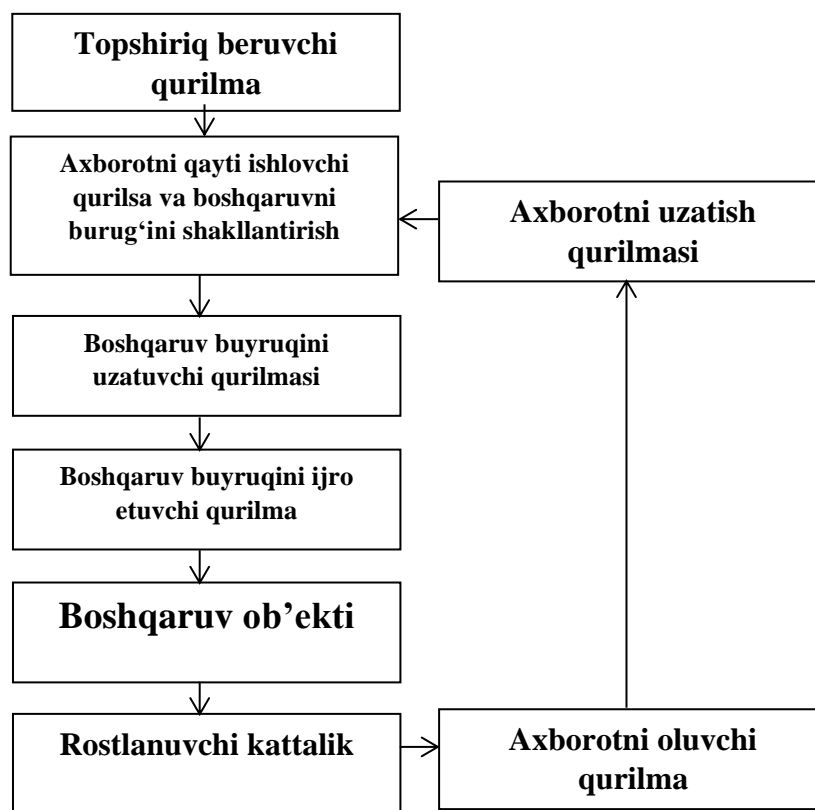 Topshiriq beruvchi
qurilma
Axborotni qayti ishlovchi
qurilsa va boshqaruvni
burug‘ini shakllantirish
Axborotni uzatish
qurilmasi
Boshqaruv buyruqini
uzatuvchi qurilmasi
Boshqaruv buyruqini ijro
etuvchi qurilma
Boshqaruv ob’ekti
Rostlanuvchi kattalik
Axborotni oluvchi
qurilma